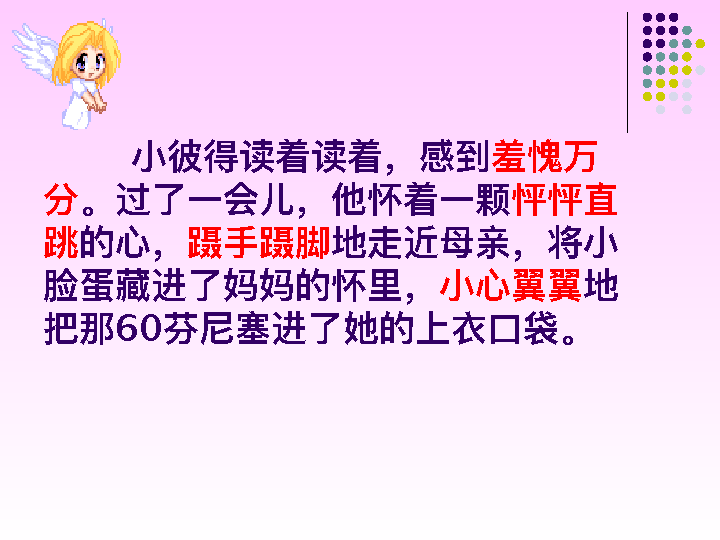 小彼得读着读着，感到羞愧万
分。过了一会儿，他怀着一颗怦怦直
跳的心，蹑手蹑脚地走近母亲，将小
脸蛋藏进了妈妈的怀里，小心翼翼地
把那60芬尼塞进了她的上衣口袋。